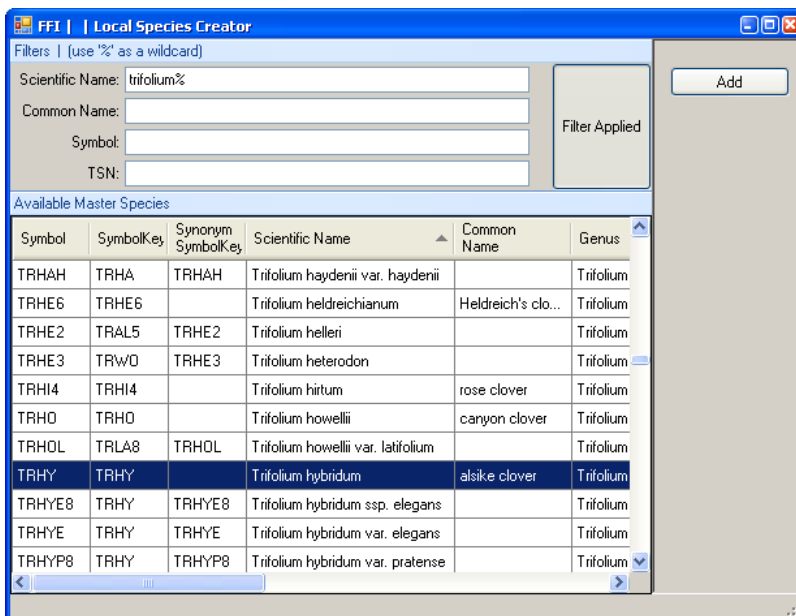 FFI | | Local Species Creator
Filters | (use '%' as a wildcard)
Scientific Name: trifolium%
Add
Common Name:
Filter Applied
Symbol:
TSN:
Available Master Species
Symbol SymbolKey Synonym SymbolKey Scientific Name Common Name Genus
TRHAH TRHA TRHAH Trifolium haydenii var. haydenii Trifolium
TRHE6 TRHE6 Trifolium heldreichianum Heldreich's clo... Trifolium
TRHE2 TRAL5 TRHE2 Trifolium helleri Trifolium
TRHE3 TRWO TRHE3 Trifolium heterodon Trifolium
TRHI4 TRHI4 Trifolium hirtum rose clover Trifolium
TRHO TRHO Trifolium howellii canyon clover Trifolium
TRHOL TRLA8 TRHOL Trifolium howellii var. latifolium Trifolium
TRHY TRHY Trifolium hybridum alsike clover Trifolium
TRHYE8 TRHY TRHYE8 Trifolium hybridum ssp. elegans Trifolium
TRHYE TRHY TRHYE Trifolium hybridum var. elegans Trifolium
TRHYP8 TRHY TRHYP8 Trifolium hybridum var. pratense Trifolium